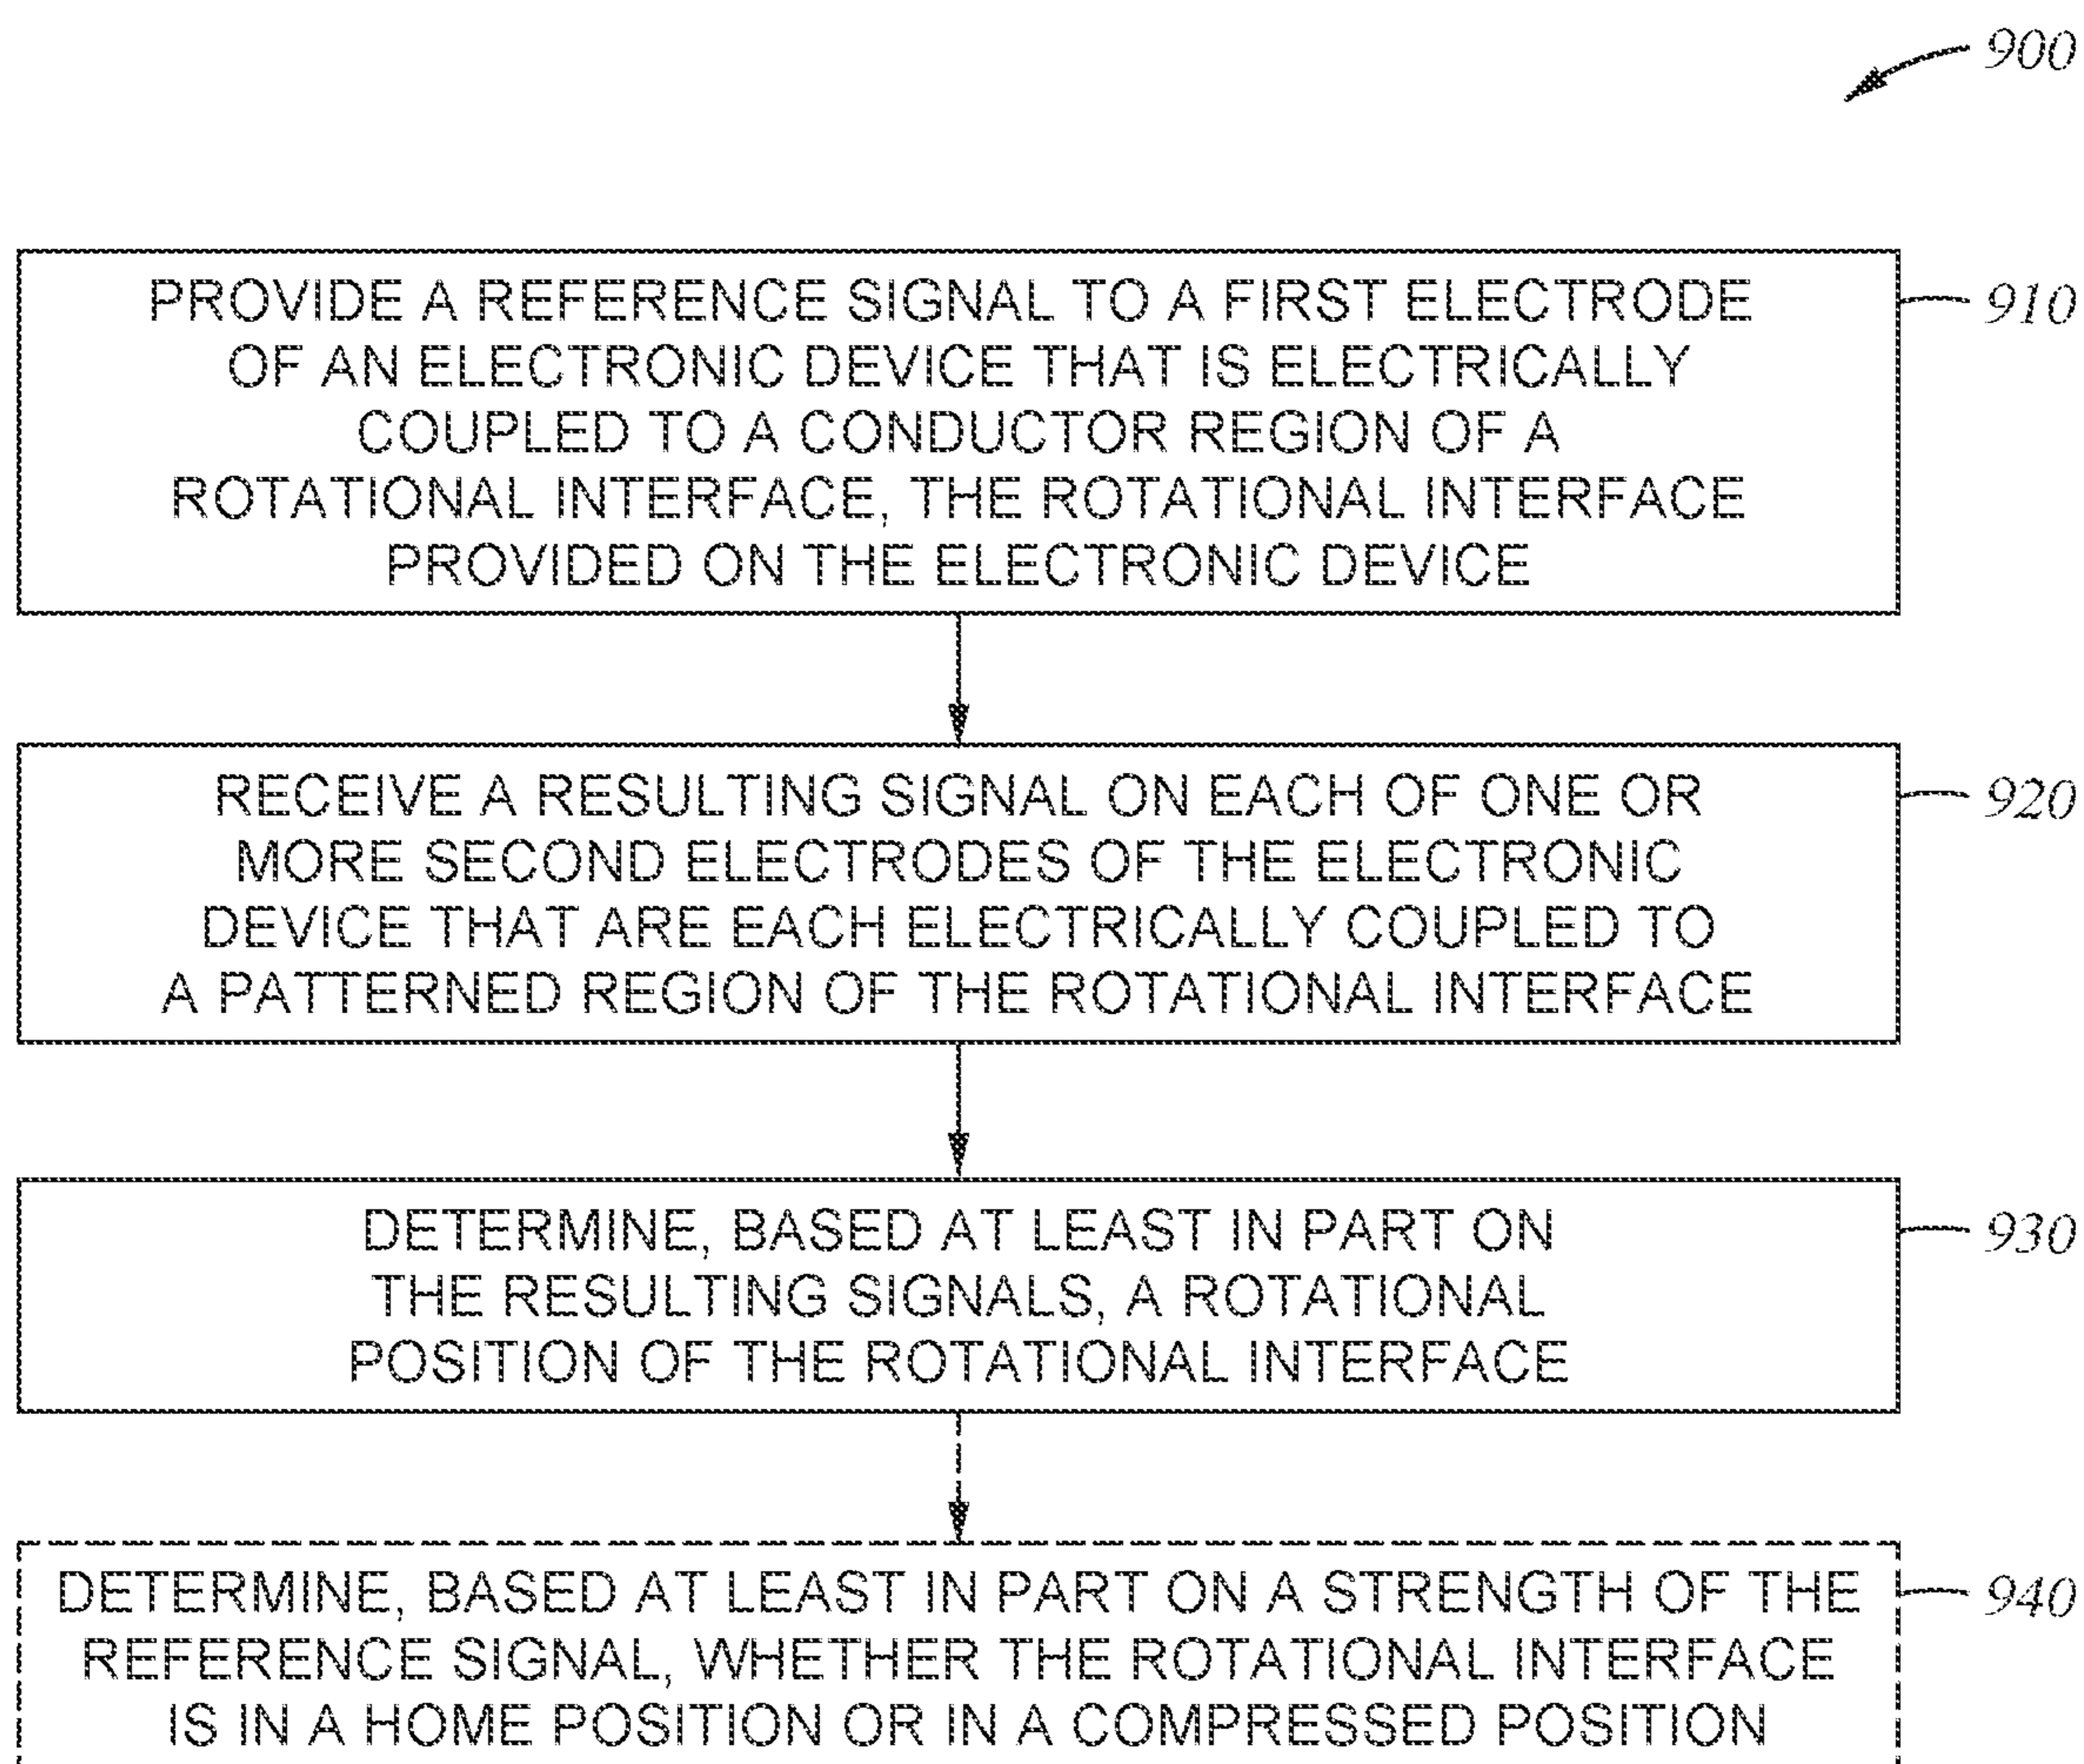 900
PROVIDE A REFERENCE SIGNAL TO A FIRST ELECTRODE
OF AN ELECTRONIC DEVICE THAT IS ELECTRICALLY
COUPLED TO A CONDUCTOR REGION OF A
ROTATIONAL INTERFACE, THE ROTATIONAL INTERFACE
PROVIDED ON THE ELECTRONIC DEVICE
910
RECEIVE A RESULTING SIGNAL ON EACH OF ONE OR
MORE SECOND ELECTRODES OF THE ELECTRONIC
DEVICE THAT ARE EACH ELECTRICALLY COUPLED TO
A PATTERNED REGION OF THE ROTATIONAL INTERFACE
920
DETERMINE, BASED AT LEAST IN PART ON
THE RESULTING SIGNALS, A ROTATIONAL
POSITION OF THE ROTATIONAL INTERFACE
930
DETERMINE, BASED AT LEAST IN PART ON A STRENGTH OF THE
REFERENCE SIGNAL, WHETHER THE ROTATIONAL INTERFACE
IS IN A HOME POSITION OR IN A COMPRESSED POSITION
940